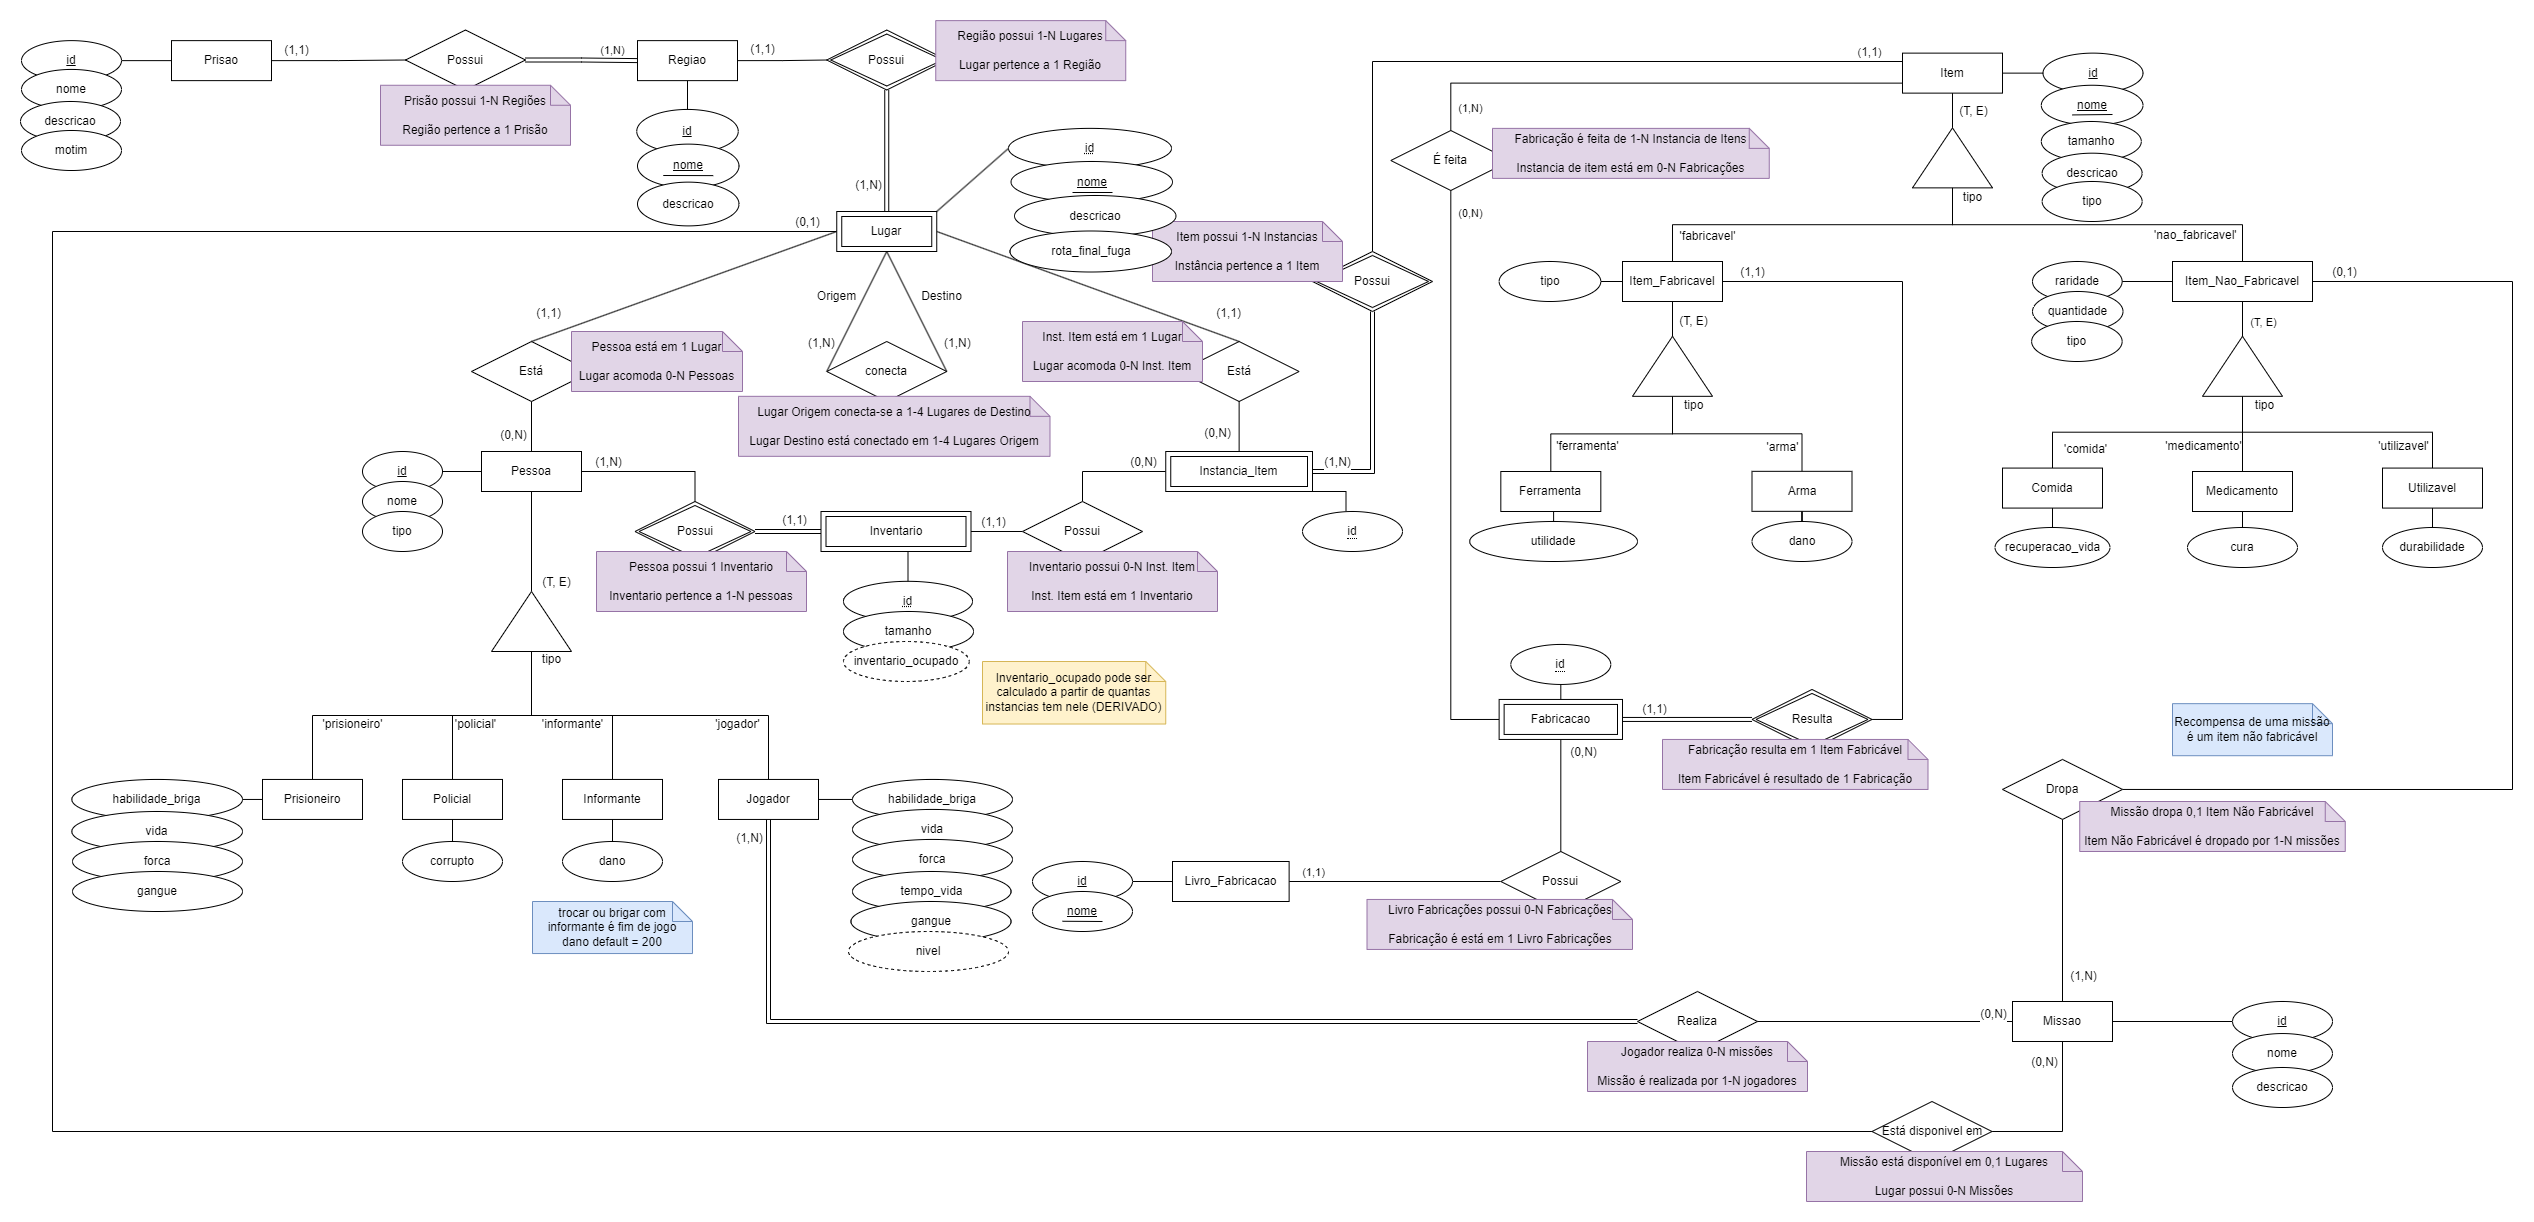 id
nome
descricao
motim
Prisao
(1,1)
Possui
(1,N)
Prisão possui 1-N Regiões
Região pertence a 1 Prisão
Regiao
(1,1)
id
nome
descricao
Possui
Região possui 1-N Lugares
Lugar pertence a 1 Região
(1,N)
(0,1)
Lugar
id
nome
descricao
rota_final_fuga
Item possui 1-N Instancias
Instância pertence a 1 Item
Possui
(1,1)
(1,N)
É feita
Fabricação é feita de 1-N Instancia de Itens
Instancia de item está em 0-N Fabricações
(0,N)
Item
id
nome
tamanho
descricao
tipo
(T, E)
tipo
'fabricavel'
'nao_fabricavel'
tipo
Item_Fabricavel
(1,1)
(T, E)
tipo
'ferramenta'
'arma'
Ferramenta
utilidade
Arma
dano
raridade
quantidade
tipo
Item_Nao_Fabricavel
(0,1)
(T, E)
tipo
'comida'
'medicamento'
'utilizavel'
Comida
recuperacao_vida
Medicamento
cura
Utilizavel
durabilidade
Origem
Destino
(1,N)
(1,N)
conecta
Lugar Origem conecta-se a 1-4 Lugares de Destino
Lugar Destino está conectado em 1-4 Lugares Origem
(1,1)
Está
Pessoa está em 1 Lugar
Lugar acomoda 0-N Pessoas
(0,N)
(1,1)
Inst. Item está em 1 Lugar
Lugar acomoda 0-N Inst. Item
Está
(0,N)
id
nome
tipo
Pessoa
(1,N)
Possui
(1,1)
Pessoa possui 1 Inventario
Inventario pertence a 1-N pessoas
Inventario
(1,1)
Possui
(0,N)
Inventario possui 0-N Inst. Item
Inst. Item está em 1 Inventario
Instancia_Item
(1,N)
id
id
tamanho
inventario_ocupado
Inventario_ocupado pode ser
calculado a partir de quantas
instancias tem nele (DERIVADO)
(T, E)
tipo
'prisioneiro'
'policial'
'informante'
'jogador'
Prisioneiro
habilidade_briga
vida
forca
gangue
Policial
corrupto
Informante
dano
trocar ou brigar com
informante é fim de jogo
dano default = 200
Jogador
(1,N)
habilidade_briga
vida
forca
tempo_vida
gangue
nivel
id
Fabricacao
(1,1)
Resulta
Fabricação resulta em 1 Item Fabricável
Item Fabricável é resultado de 1 Fabricação
(0,N)
id
nome
Livro_Fabricacao
(1,1)
Possui
Livro Fabricações possui 0-N Fabricações
Fabricação é está em 1 Livro Fabricações
Recompensa de uma missão
é um item não fabricável
Dropa
Missão dropa 0,1 Item Não Fabricável
Item Não Fabricável é dropado por 1-N missões
(1,N)
Realiza
Jogador realiza 0-N missões
Missão é realizada por 1-N jogadores
(0,N)
Missao
(0,N)
id
nome
descricao
Está disponivel em
Missão está disponível em 0,1 Lugares
Lugar possui 0-N Missões